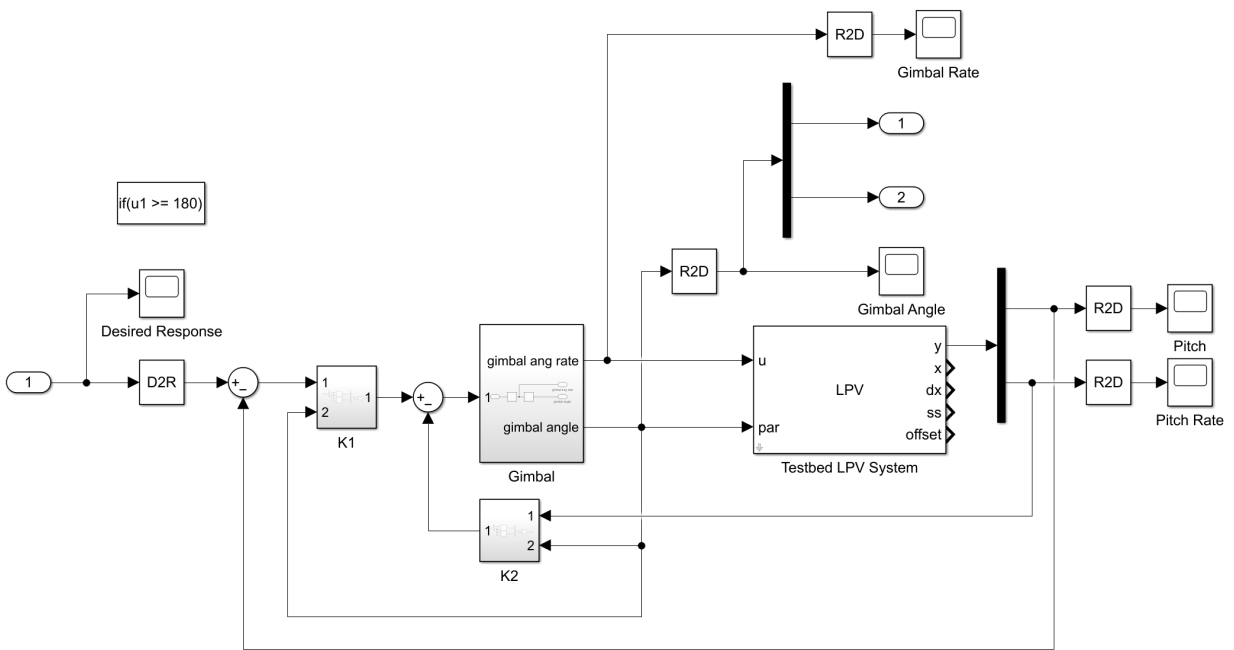 R2D
Gimbal Rate
1
2
if(u1 >= 180)
R2D
Gimbal Angle
Desired Response
R2D
Pitch
1
D2R
+
−
1
2
1
K1
+
−
gimbal ang rate
1
gimbal angle
Gimbal
u
par
LPV
y
x
dx
ss
offset
Testbed LPV System
R2D
Pitch Rate
1
1
2
K2